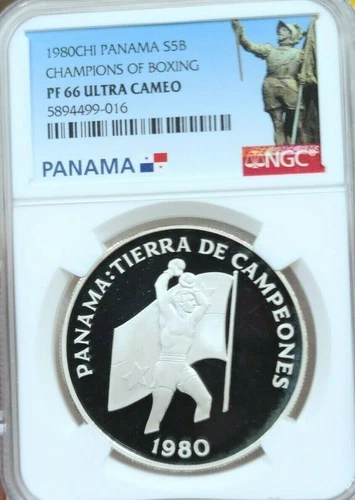 1980CHI PANAMA S5B
CHAMPIONS OF BOXING
PF 66 ULTRA CAMEO
5894499-016
PANAMA
NGC
PANAMA: TIERRA DE CAMPEONES
1980